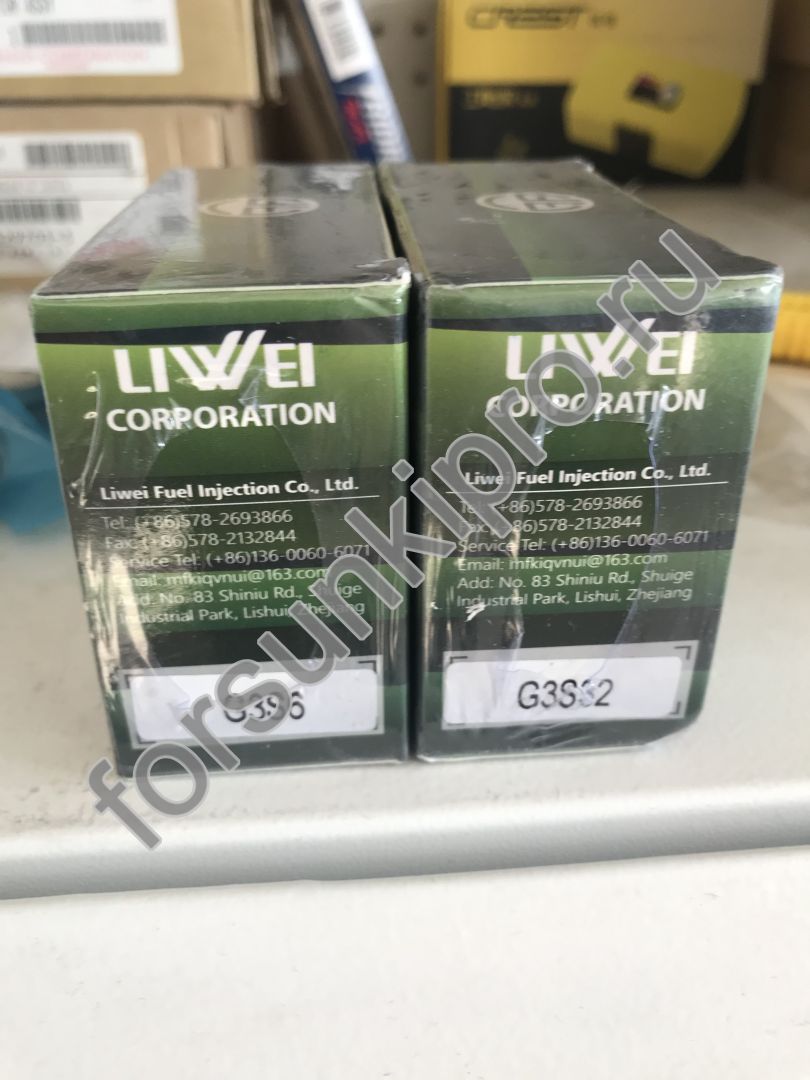 LIWEI
CORPORATION
Liwei Fuel Injection Co., Ltd.
Tel: (+86)578-2693866
Fax: (+86)578-2132844
Service Tel: (+86)136-0060-6071
Email: mfkiqvnui@163.com
Add: No. 83 Shiniu Rd., Shuige
Industrial Park, Lishui, Zhejiang
G3S6
LIWEI
CORPORATION
Liwei Fuel Injection Co., Ltd.
Tel: (+86)578-2693866
Fax: (+86)578-2132844
Service Tel: (+86)136-0060-6071
Email: mfkiqvnui@163.com
Add: No. 83 Shiniu Rd., Shuige
Industrial Park, Lishui, Zhejiang
G3S32
forsunkipro.ru